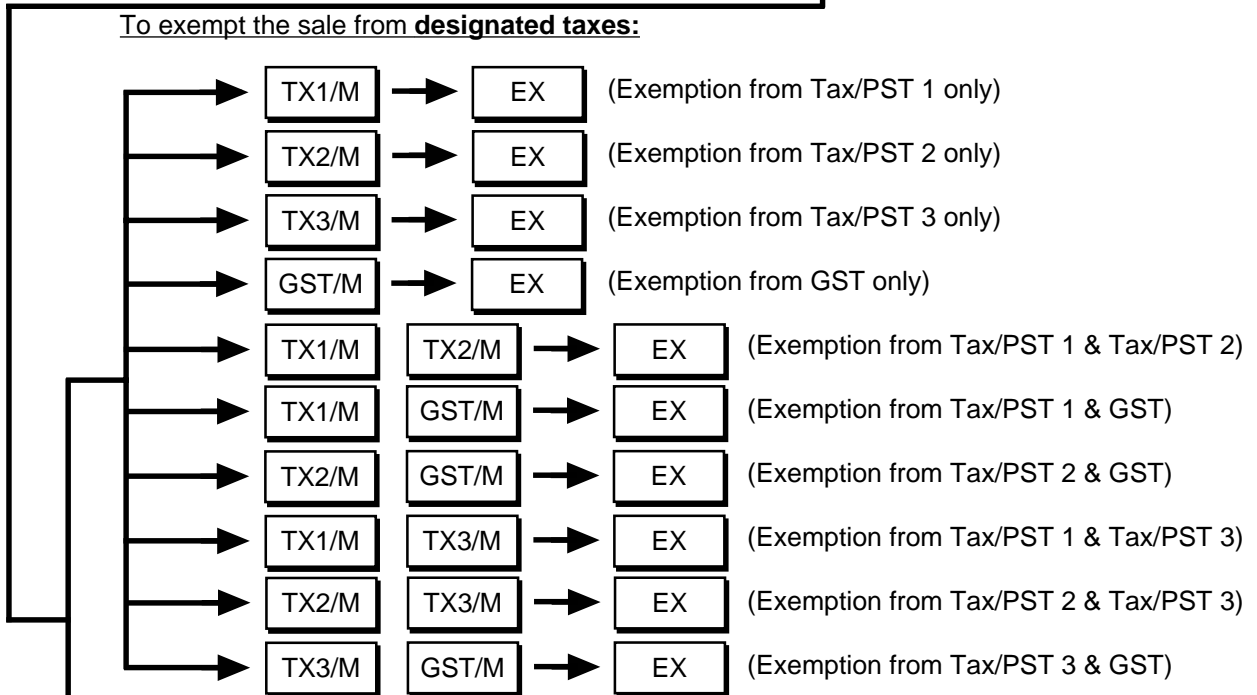 To exempt the sale from designated taxes:
TX1/M EX (Exemption from Tax/PST 1 only)
TX2/M EX (Exemption from Tax/PST 2 only)
TX3/M EX (Exemption from Tax/PST 3 only)
GST/M EX (Exemption from GST only)
TX1/M TX2/M EX (Exemption from Tax/PST 1 & Tax/PST 2)
TX1/M GST/M EX (Exemption from Tax/PST 1 & GST)
TX2/M GST/M EX (Exemption from Tax/PST 2 & GST)
TX1/M TX3/M EX (Exemption from Tax/PST 1 & Tax/PST 3)
TX2/M TX3/M EX (Exemption from Tax/PST 2 & Tax/PST 3)
TX3/M GST/M EX (Exemption from Tax/PST 3 & GST)